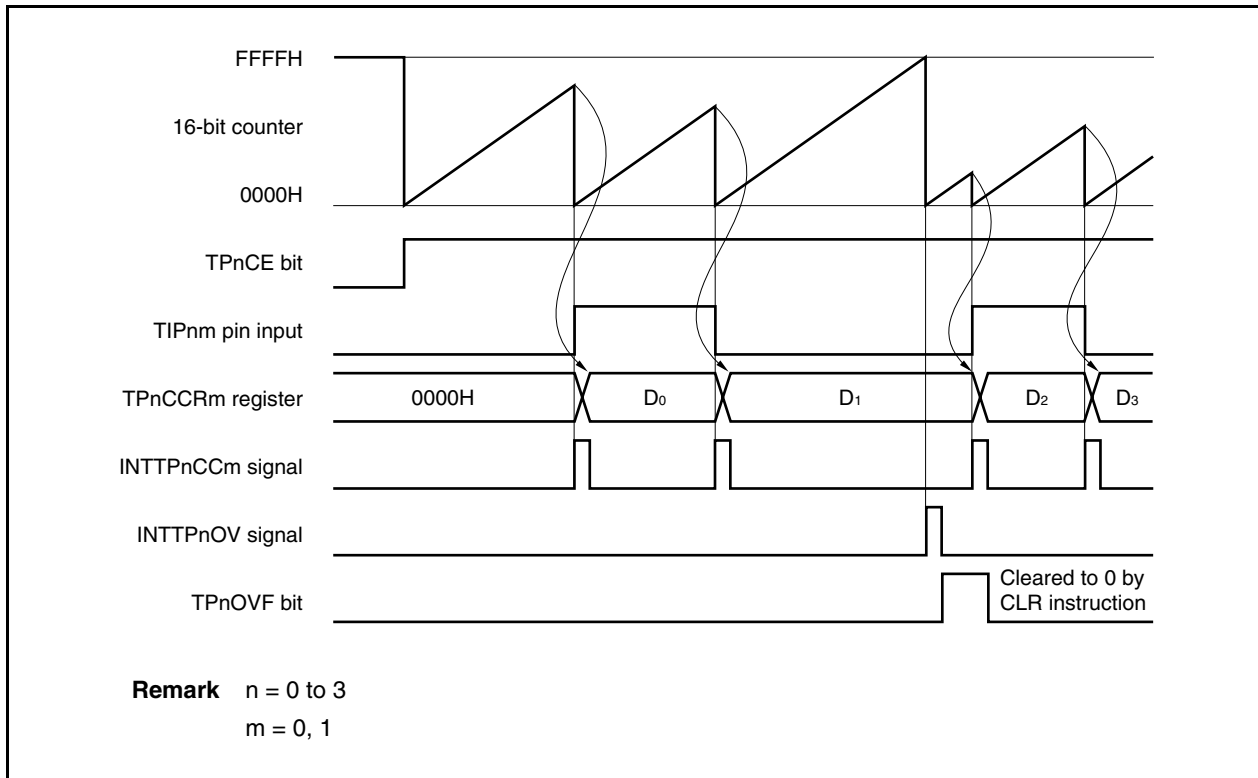 FFFFH
16-bit counter
0000H
TPnCE bit
TIPnm pin input
TPnCCRm register
0000H
D0
D1
D2
D3
INTTPnCCm signal
INTTPnOV signal
TPnOVF bit
Cleared to 0 by
CLR instruction
Remark n = 0 to 3
m = 0, 1